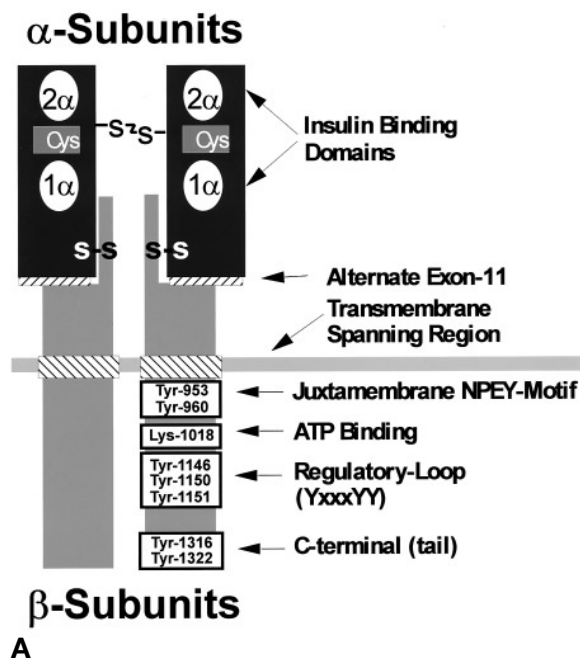 α-Subunits
2α
2α
Cys
Cys
-S
S-
Insulin Binding
Domains
1α
1α
S-S
S-S
Alternate Exon-11
Transmembrane
Spanning Region
Tyr-953
Tyr-960
Juxtamembrane NPEY-Motif
Lys-1018
ATP Binding
Tyr-1146
Tyr-1150
Tyr-1151
Regulatory-Loop
(YxxxYY)
Tyr-1316
Tyr-1322
C-terminal (tail)
β-Subunits
A